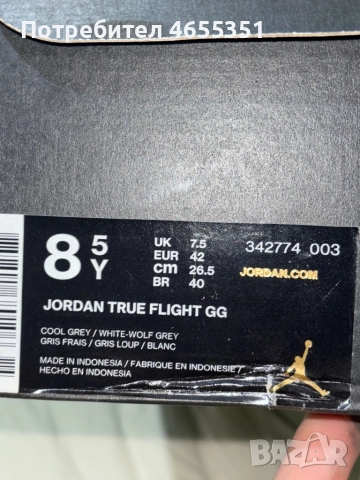 Потребител 4655351
8 5 Y
UK 7.5
EUR 42
cm 26.5
BR 40
342774 003
JORDAN.COM
JORDAN TRUE FLIGHT GG
COOL GREY / WHITE-WOLF GREY
GRIS FRAIS / GRIS LOUP / BLANC
MADE IN INDONESIA / FABRIQUE EN INDONESIE /
HECHO EN INDONESIA
BAZAR